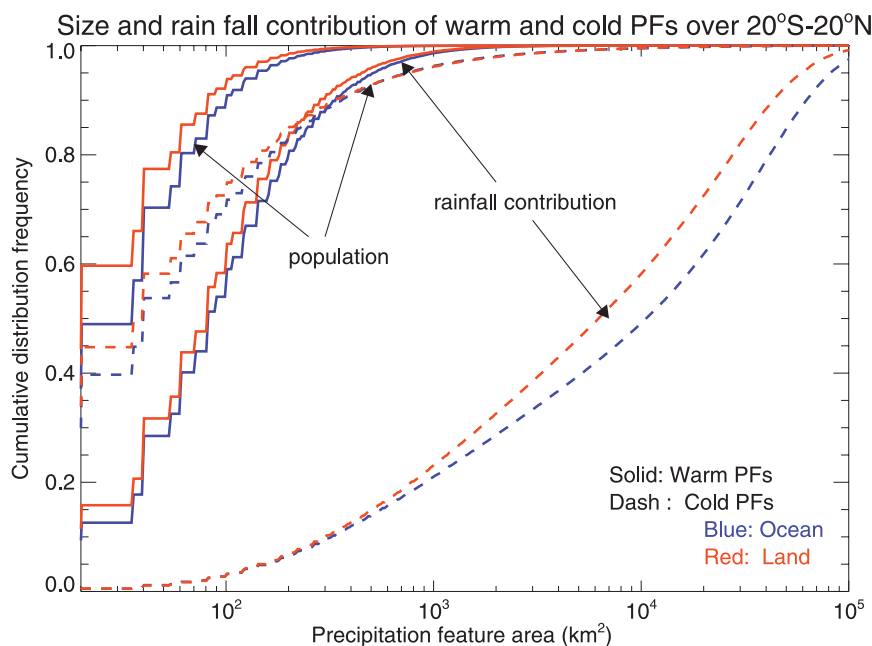 Size and rain fall contribution of warm and cold PFs over 20°S-20°N
Cumulative distribution frequency
1.0
0.8
0.6
0.4
0.2
0.0
population
rainfall contribution
Solid: Warm PFs
Dash : Cold PFs
Blue: Ocean
Red: Land
10²
10³
10⁴
10⁵
Precipitation feature area (km²)